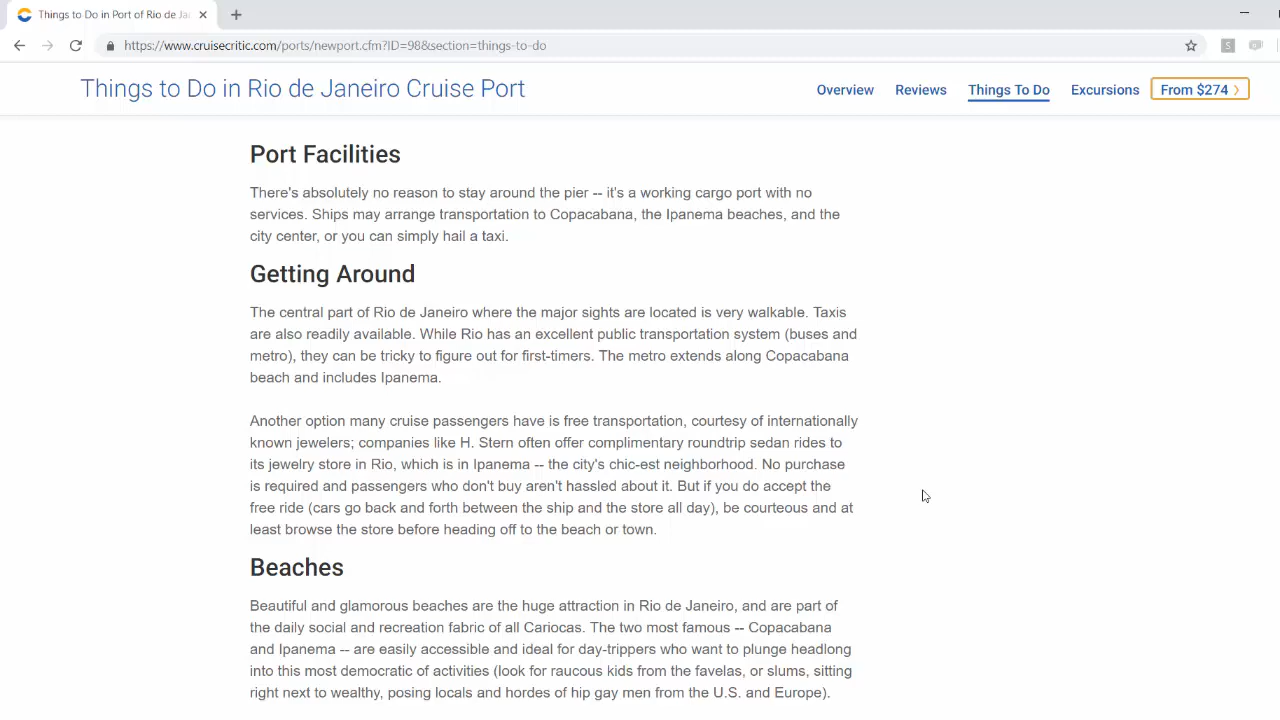 Things to Do in Port of Rio de Ja
https://www.cruisecritic.com/ports/newport.cfm?ID=98&section=things-to-do
S
Things to Do in Rio de Janeiro Cruise Port
Overview Reviews Things To Do Excursions From $274 >
Port Facilities
There's absolutely no reason to stay around the pier -- it's a working cargo port with no
services. Ships may arrange transportation to Copacabana, the Ipanema beaches, and the
city center, or you can simply hail a taxi.
Getting Around
The central part of Rio de Janeiro where the major sights are located is very walkable. Taxis
are also readily available. While Rio has an excellent public transportation system (buses and
metro), they can be tricky to figure out for first-timers. The metro extends along Copacabana
beach and includes Ipanema.
Another option many cruise passengers have is free transportation, courtesy of internationally
known jewelers; companies like H. Stern often offer complimentary roundtrip sedan rides to
its jewelry store in Rio, which is in Ipanema -- the city's chic-est neighborhood. No purchase
is required and passengers who don't buy aren't hassled about it. But if you do accept the
free ride (cars go back and forth between the ship and the store all day), be courteous and at
least browse the store before heading off to the beach or town.
Beaches
Beautiful and glamorous beaches are the huge attraction in Rio de Janeiro, and are part of
the daily social and recreation fabric of all Cariocas. The two most famous -- Copacabana
and Ipanema -- are easily accessible and ideal for day-trippers who want to plunge headlong
into this most democratic of activities (look for raucous kids from the favelas, or slums, sitting
right next to wealthy, posing locals and hordes of hip gay men from the U.S. and Europe).